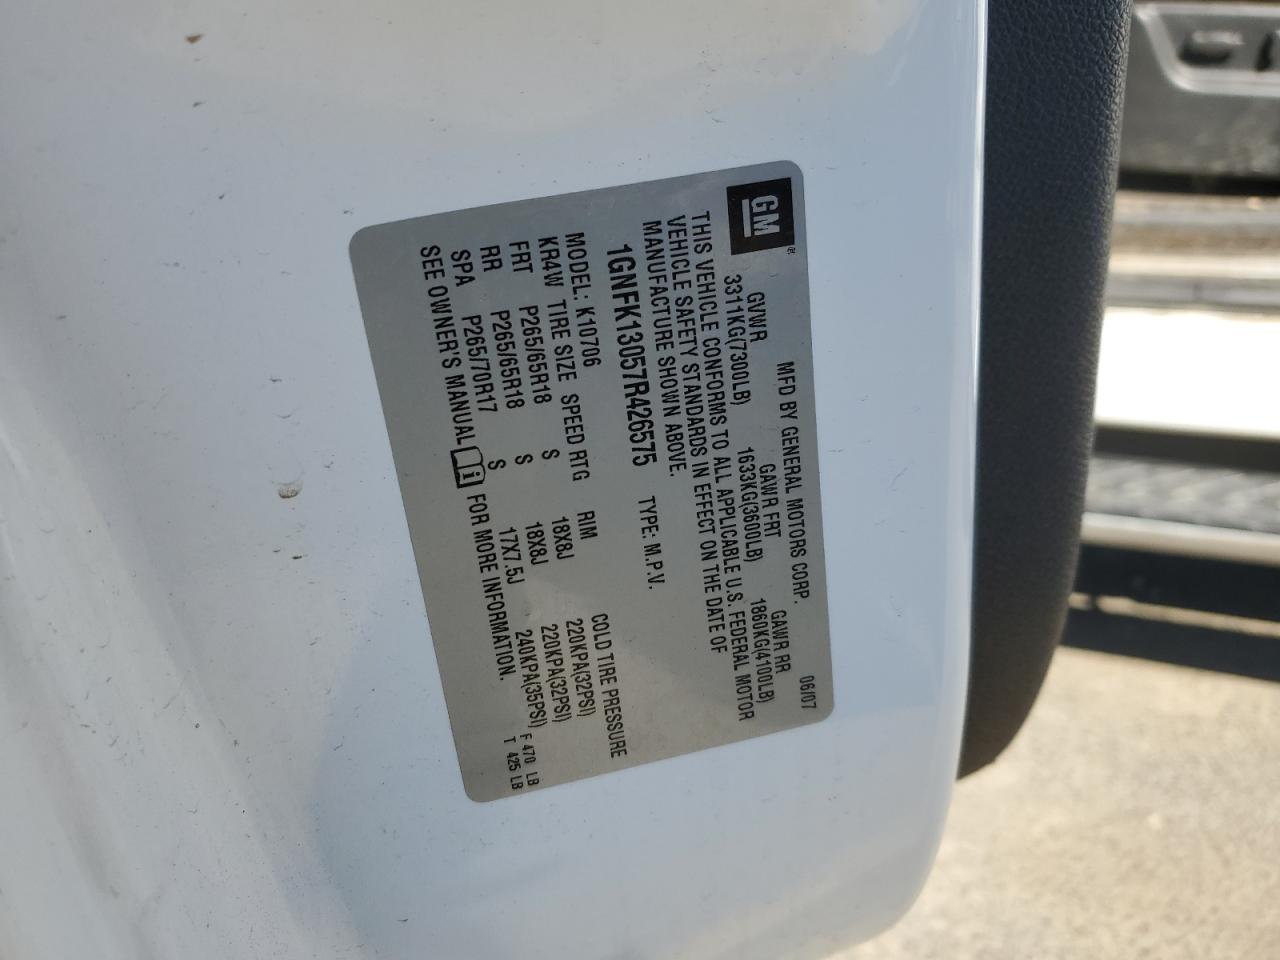 GM
MFD BY GENERAL MOTORS CORP. 06/07
GVWR GAWR FRT GAWR RR
3311KG(7300LB) 1633KG(3600LB) 1860KG(4100LB)
THIS VEHICLE CONFORMS TO ALL APPLICABLE U.S. FEDERAL MOTOR
VEHICLE SAFETY STANDARDS IN EFFECT ON THE DATE OF
MANUFACTURE SHOWN ABOVE.
1GNFK13057R426575 TYPE: M.P.V.
MODEL: K10706
KR4W TIRE SIZE SPEED RTG RIM COLD TIRE PRESSURE
FRT P265/65R18 S 18X8J 220KPA(32PSI)
RR P265/65R18 S 18X8J 220KPA(32PSI)
SPA P265/70R17 S 17X7.5J 240KPA(35PSI) F 470 LB
SEE OWNER'S MANUAL i FOR MORE INFORMATION. T 425 LB